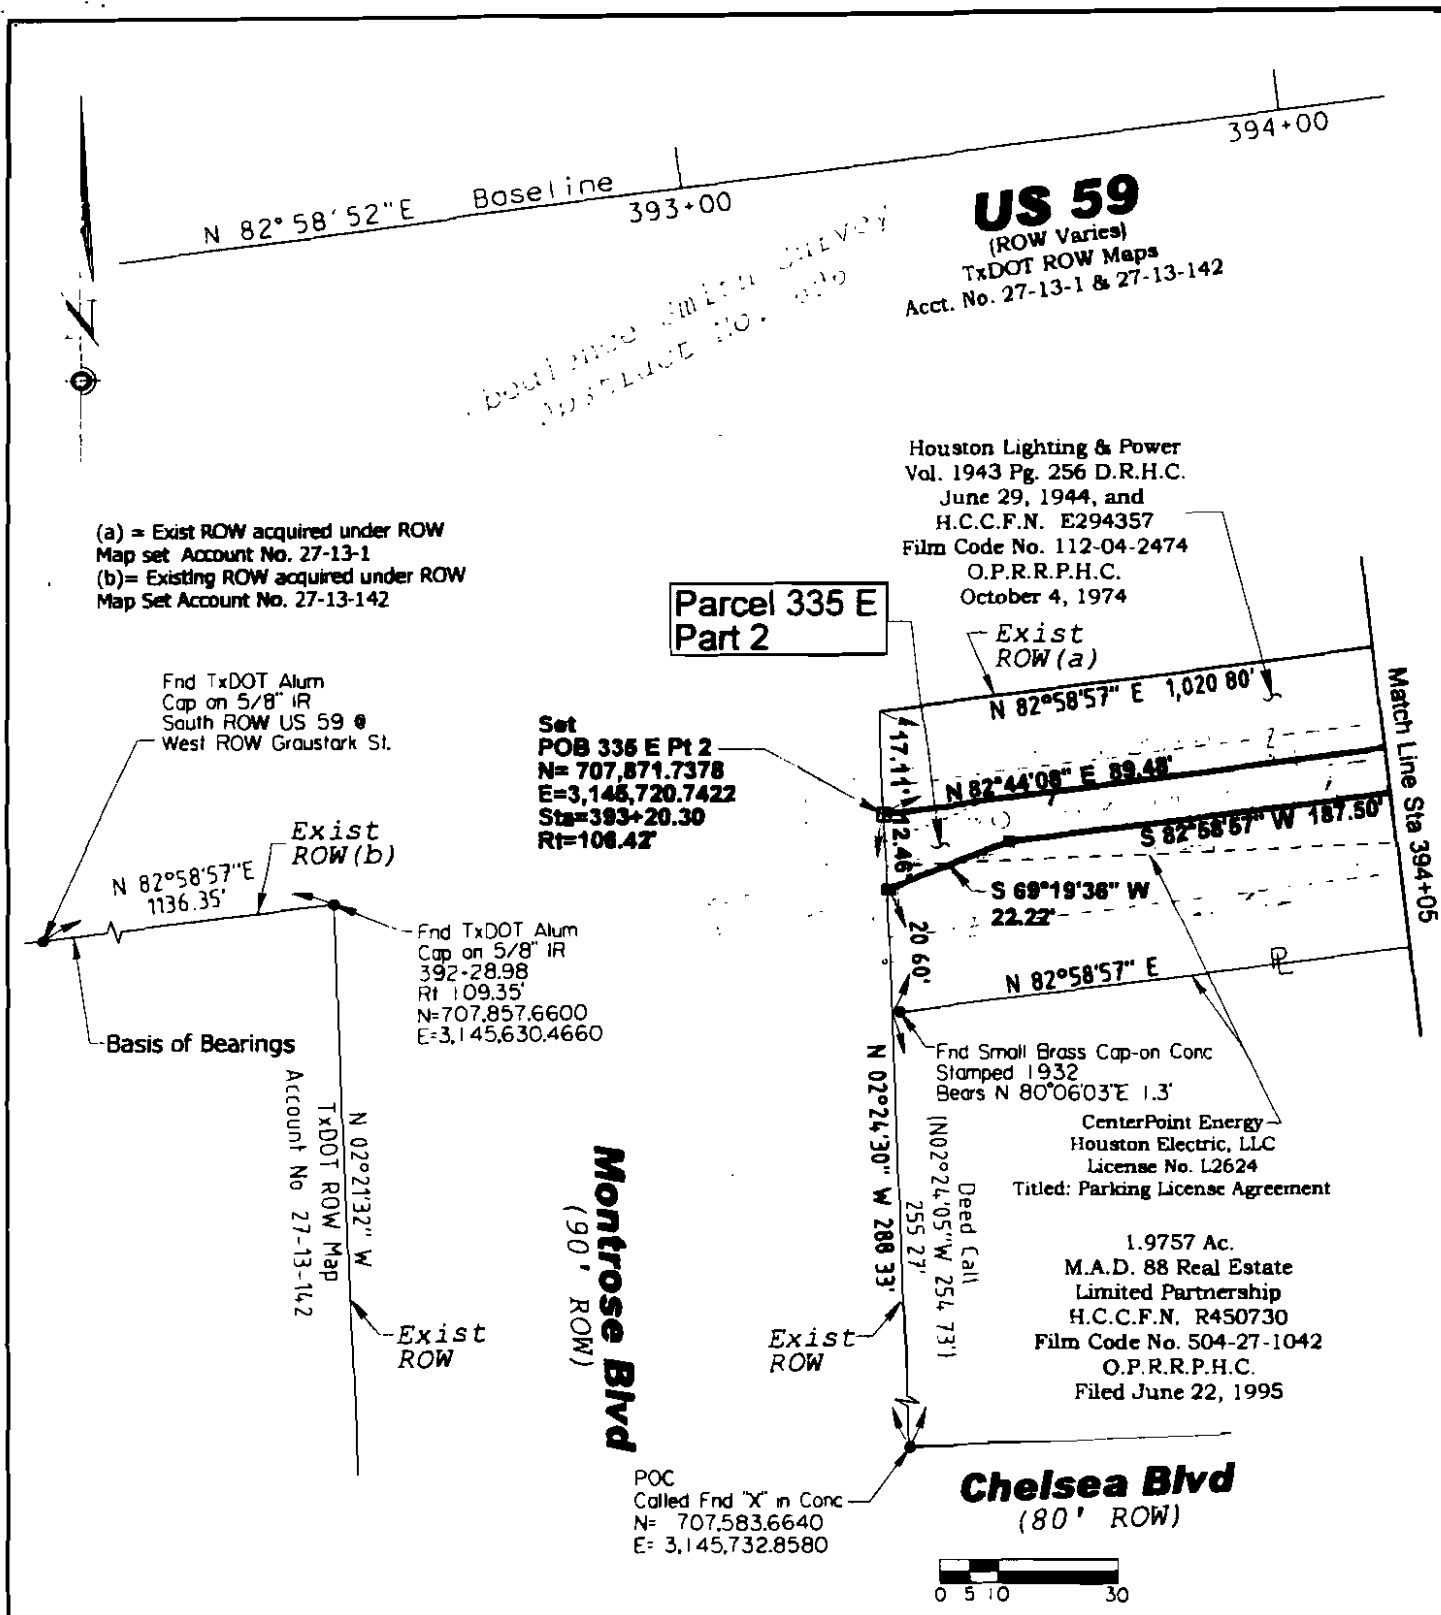 394+00
N 82°58'52"E Baseline
393+00
US 59
(ROW Varies)
TxDOT ROW Maps
Acct. No. 27-13-1 & 27-13-142
Smith Survey
N
Houston Lighting & Power
Vol. 1943 Pg. 256 D.R.H.C.
June 29, 1944, and
H.C.C.F.N. E294357
Film Code No. 112-04-2474
O.P.R.R.P.H.C.
October 4, 1974
(a) = Exist ROW acquired under ROW
Map set Account No. 27-13-1
(b)= Existing ROW acquired under ROW
Map Set Account No. 27-13-142
Parcel 335 E
Part 2
Exist
ROW(a)
N 82°58'57" E 1,020 80'
Match Line Sta 394+05
Fnd TxDOT Alum
Cap on 5/8" IR
South ROW US 59 @
West ROW Graustark St.
Set
POB 335 E Pt 2
N= 707,871.7378
E=3,145,720.7422
Sta=393+20.30
Rt=106.42'
17.11'
N 82°44'08" E 89.48'
12.46'
S 82°58'57" W 187.50'
S 69°19'36" W
22.22'
20 60'
N 82°58'57" E
PL
Exist
ROW(b)
N 82°58'57"E
1136.35'
Fnd TxDOT Alum
Cap on 5/8" IR
392+28.98
Rt 109.35'
N=707,857.6600
E=3,145,630.4660
Basis of Bearings
Fnd Small Brass Cap-on Conc
Stamped 1932
Bears N 80°06'03"E 1.3'
CenterPoint Energy
Houston Electric, LLC
License No. L2624
Titled: Parking License Agreement
N 02°21'32" W
TxDOT ROW Map
Account No 27-13-142
Exist
ROW
Montrose Blvd
(90' ROW)
N 02°24'30" W 288 33'
Deed Call
(N02°24'05"W 254 73')
255 27'
Exist
ROW
1.9757 Ac.
M.A.D. 88 Real Estate
Limited Partnership
H.C.C.F.N. R450730
Film Code No. 504-27-1042
O.P.R.R.P.H.C.
Filed June 22, 1995
POC
Called Fnd "X" in Conc
N= 707,583.6640
E= 3,145,732.8580
Chelsea Blvd
(80' ROW)
0 5 10 30